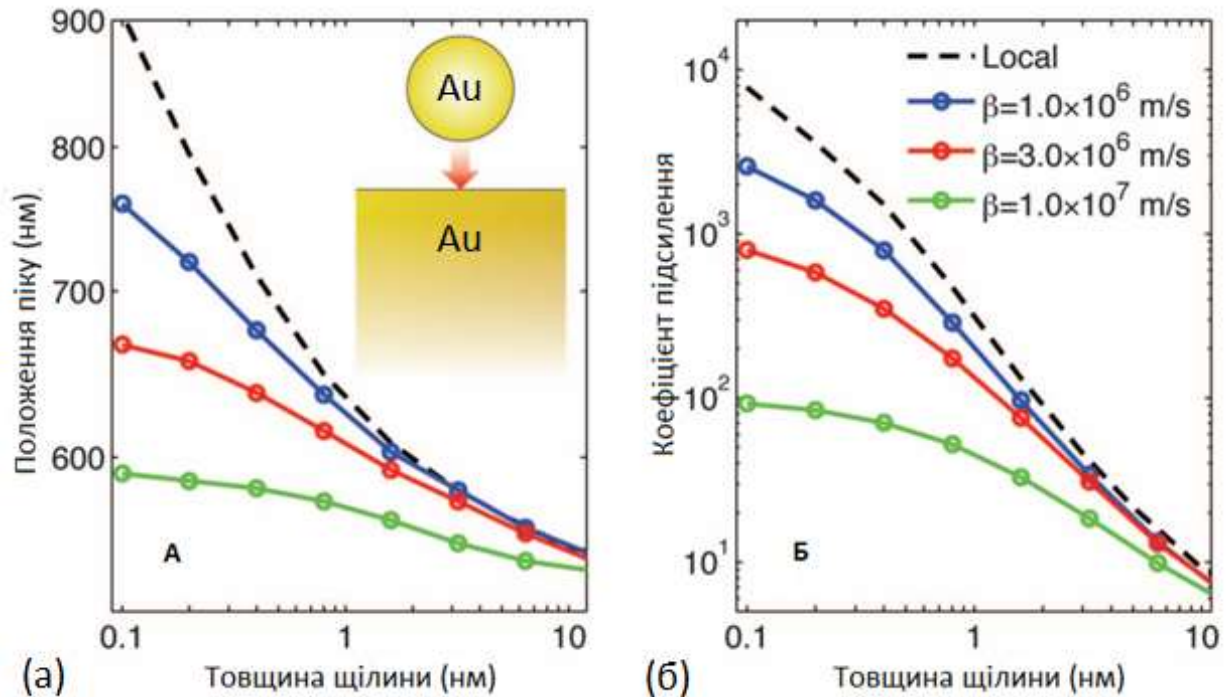 900
800
700
600
Положення піку (нм)
Au
Au
А
0.1
1
10
(а)
Товщина щілини (нм)
10⁴
10³
10²
10¹
Коефіцієнт підсилення
Local
β=1.0×10⁶ m/s
β=3.0×10⁶ m/s
β=1.0×10⁷ m/s
Б
0.1
1
10
(б)
Товщина щілини (нм)